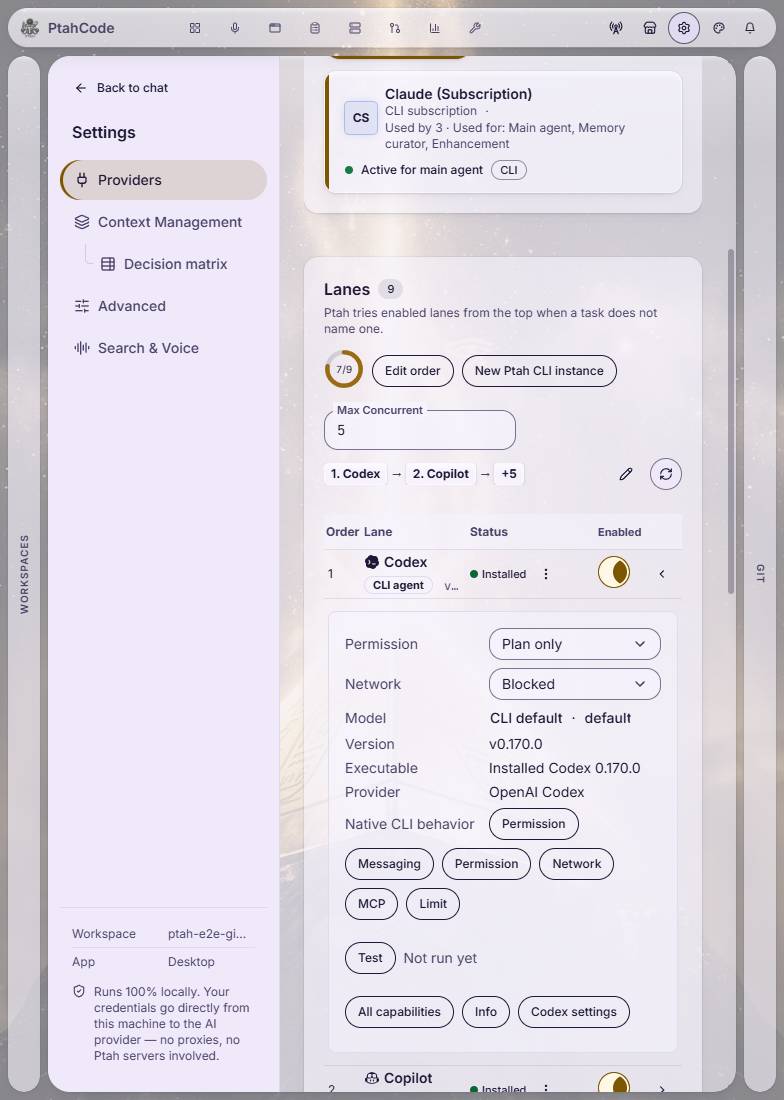 PtahCode
WORKSPACES
Back to chat
Settings
Providers
Context Management
Decision matrix
Advanced
Search & Voice
Workspace ptah-e2e-gi...
App Desktop
Runs 100% locally. Your
credentials go directly from
this machine to the AI
provider — no proxies, no
Ptah servers involved.
CS
Claude (Subscription)
CLI subscription ·
Used by 3 · Used for: Main agent, Memory
curator, Enhancement
Active for main agent CLI
Lanes 9
Ptah tries enabled lanes from the top when a task does not
name one.
7/9 Edit order New Ptah CLI instance
Max Concurrent
5
1. Codex → 2. Copilot → +5
Order Lane Status Enabled
1 Codex Installed
CLI agent v...
Permission Plan only
Network Blocked
Model CLI default · default
Version v0.170.0
Executable Installed Codex 0.170.0
Provider OpenAI Codex
Native CLI behavior Permission
Messaging Permission Network
MCP Limit
Test Not run yet
All capabilities Info Codex settings
2 Copilot Installed
GIT